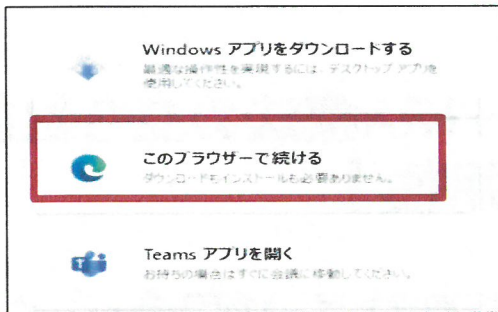 Windows アプリをダウンロードする
最適な操作性を実現するには、デスクトップ アプリを
使用してください。
このブラウザーで続ける
ダウンロードもインストールも必要ありません。
Teams アプリを開く
お持ちの場合はすぐに会議に移動してください。